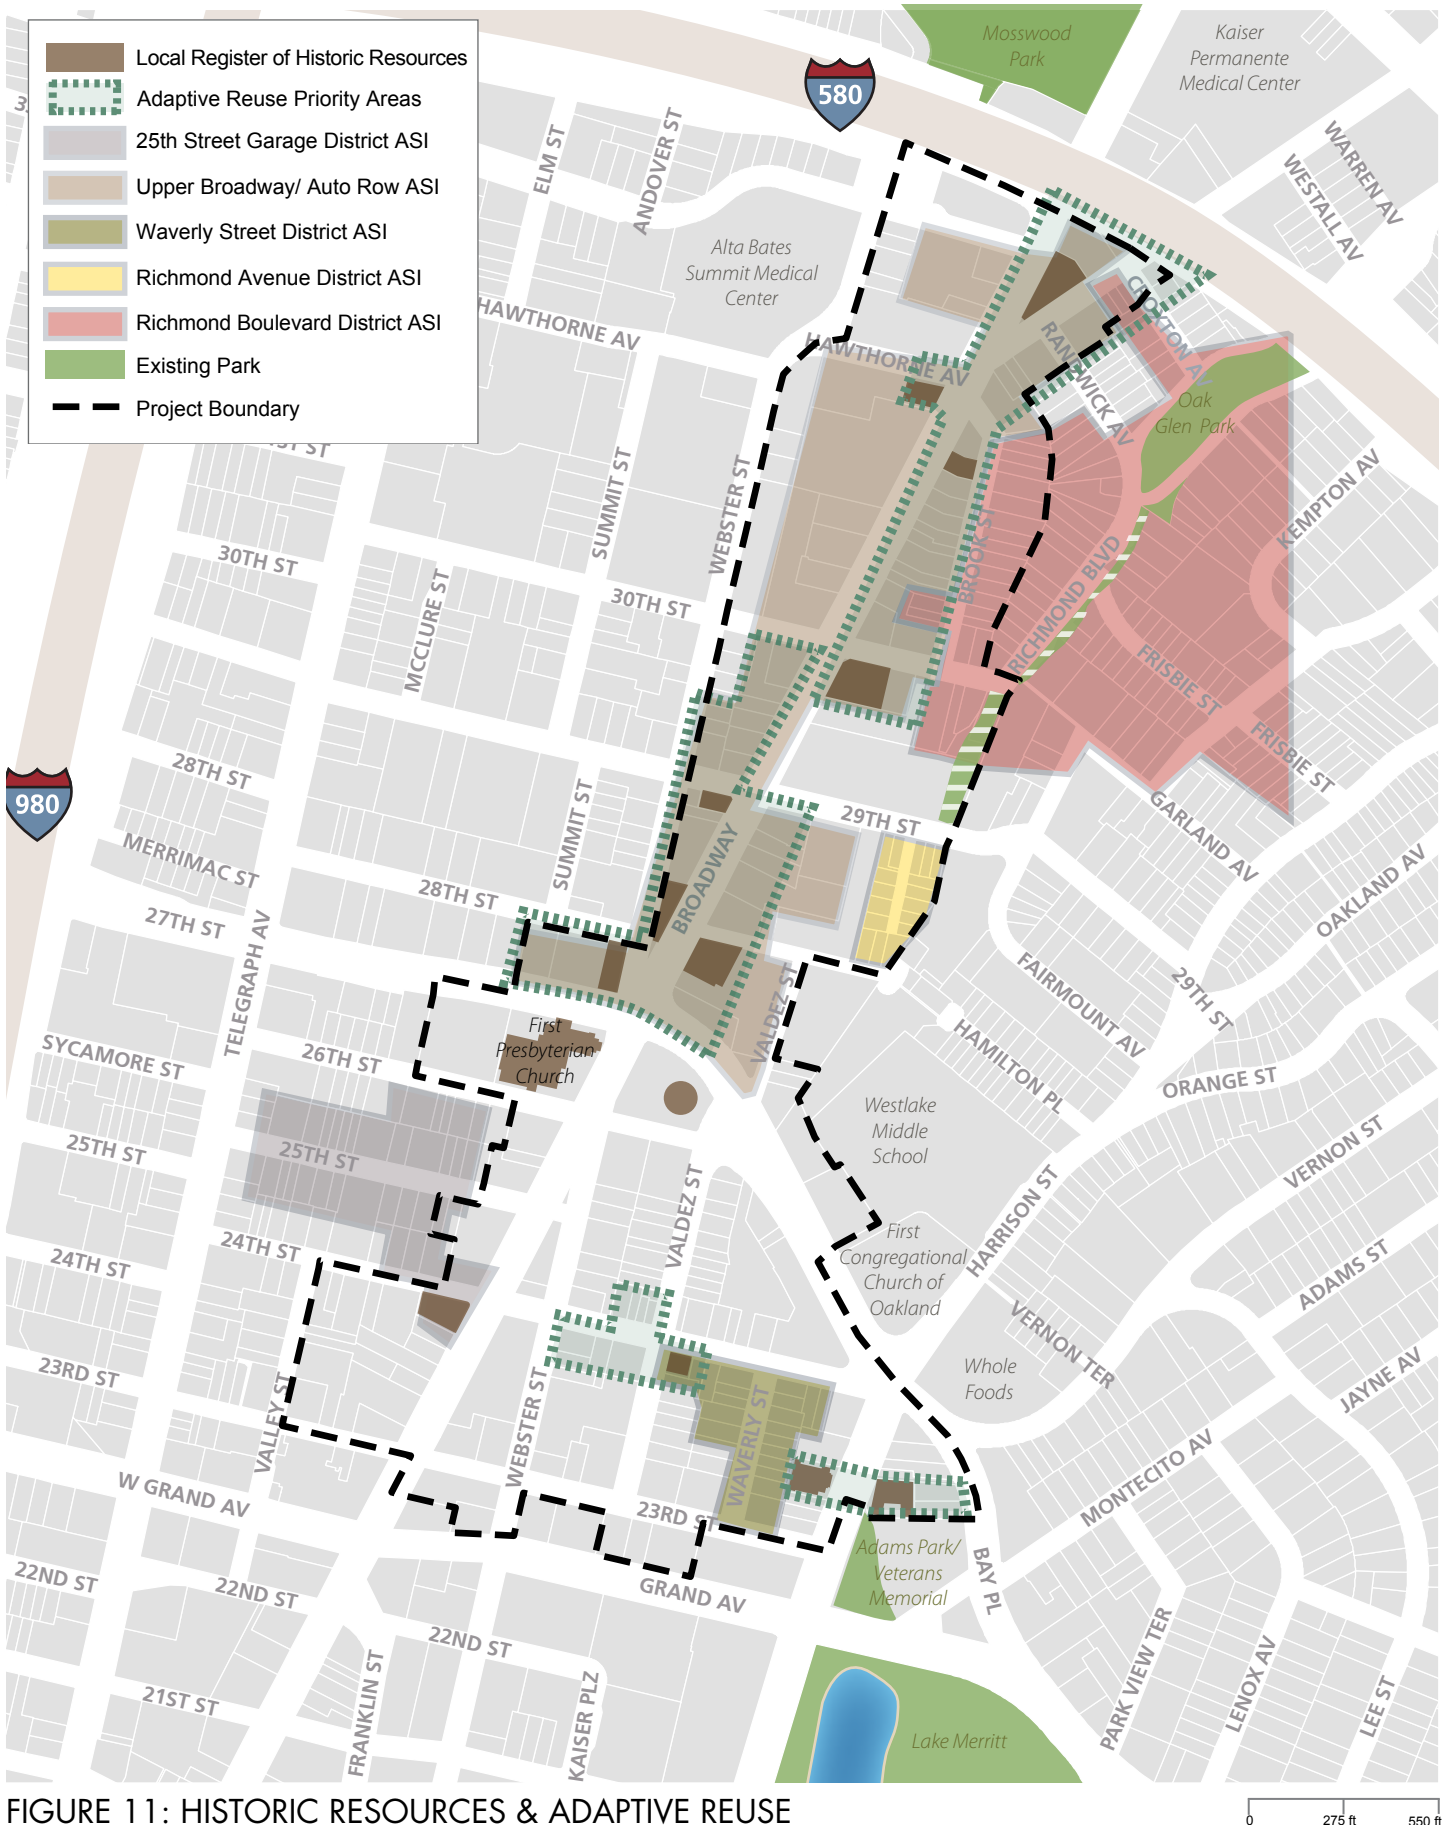 Local Register of Historic Resources
Adaptive Reuse Priority Areas
25th Street Garage District ASI
Upper Broadway/ Auto Row ASI
Waverly Street District ASI
Richmond Avenue District ASI
Richmond Boulevard District ASI
Existing Park
Project Boundary
Mosswood
Park
Kaiser
Permanente
Medical Center
580
WARREN AV
WESTALL AV
ELM ST
ANDOVER ST
Alta Bates
Summit Medical
Center
HAWTHORNE AV
HAWTHORNE AV
CROXTON AV
RANDWICK AV
Oak
Glen Park
KEMPTON AV
SUMMIT ST
WEBSTER ST
BROOK ST
RICHMOND BLVD
30TH ST
30TH ST
MCCLURE ST
FRISBIE ST
FRISBIE ST
28TH ST
980
SUMMIT ST
29TH ST
GARLAND AV
MERRIMAC ST
BROADWAY
28TH ST
OAKLAND AV
27TH ST
TELEGRAPH AV
FAIRMOUNT AV
29TH ST
VALDEZ ST
First
Presbyterian
Church
HAMILTON PL
SYCAMORE ST
26TH ST
ORANGE ST
Westlake
Middle
School
25TH ST
25TH ST
VERNON ST
VALDEZ ST
HARRISON ST
First
Congregational
Church of
Oakland
24TH ST
24TH ST
ADAMS ST
VERNON TER
23RD ST
Whole
Foods
JAYNE AV
VALLEY ST
WEBSTER ST
WAVERLY ST
MONTECITO AV
W GRAND AV
23RD ST
Adams Park/
Veterans
Memorial
BAY PL
22ND ST
22ND ST
GRAND AV
22ND ST
PARK VIEW TER
LENOX AV
LEE ST
21ST ST
FRANKLIN ST
KAISER PLZ
Lake Merritt
FIGURE 11: HISTORIC RESOURCES & ADAPTIVE REUSE
0 275 ft 550 ft